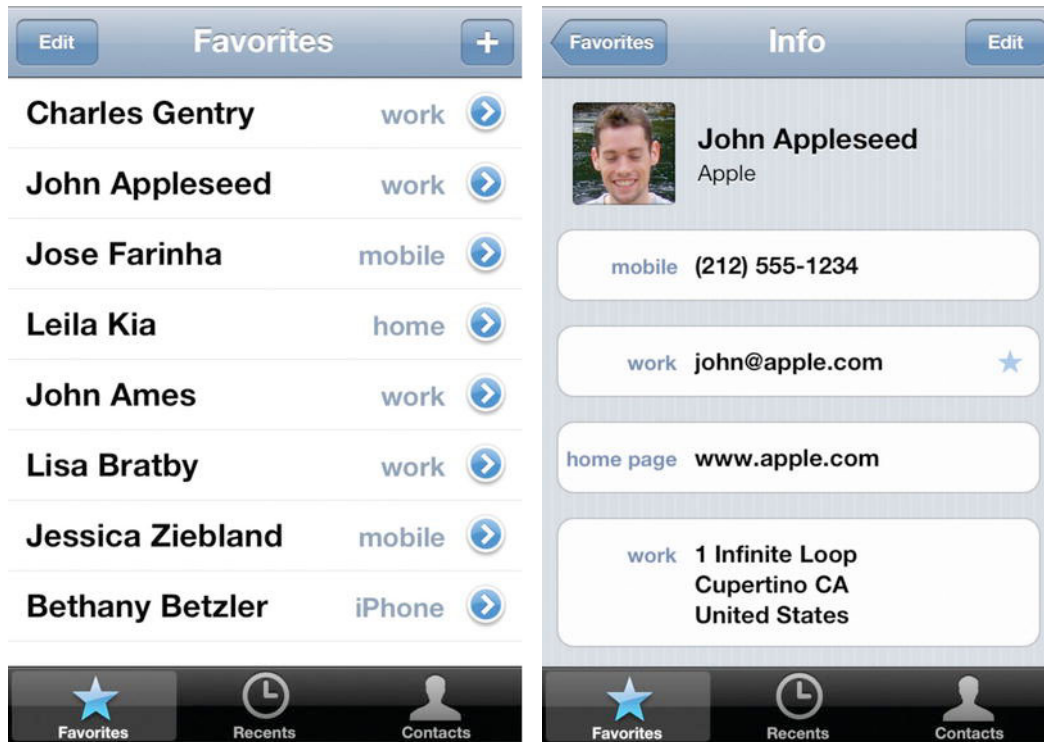 Edit Favorites +
Charles Gentry work
John Appleseed work
Jose Farinha mobile
Leila Kia home
John Ames work
Lisa Bratby work
Jessica Ziebland mobile
Bethany Betzler iPhone
Favorites Recents Contacts
Favorites Info Edit
John Appleseed
Apple
mobile (212) 555-1234
work john@apple.com
home page www.apple.com
work 1 Infinite Loop
Cupertino CA
United States
Favorites Recents Contacts